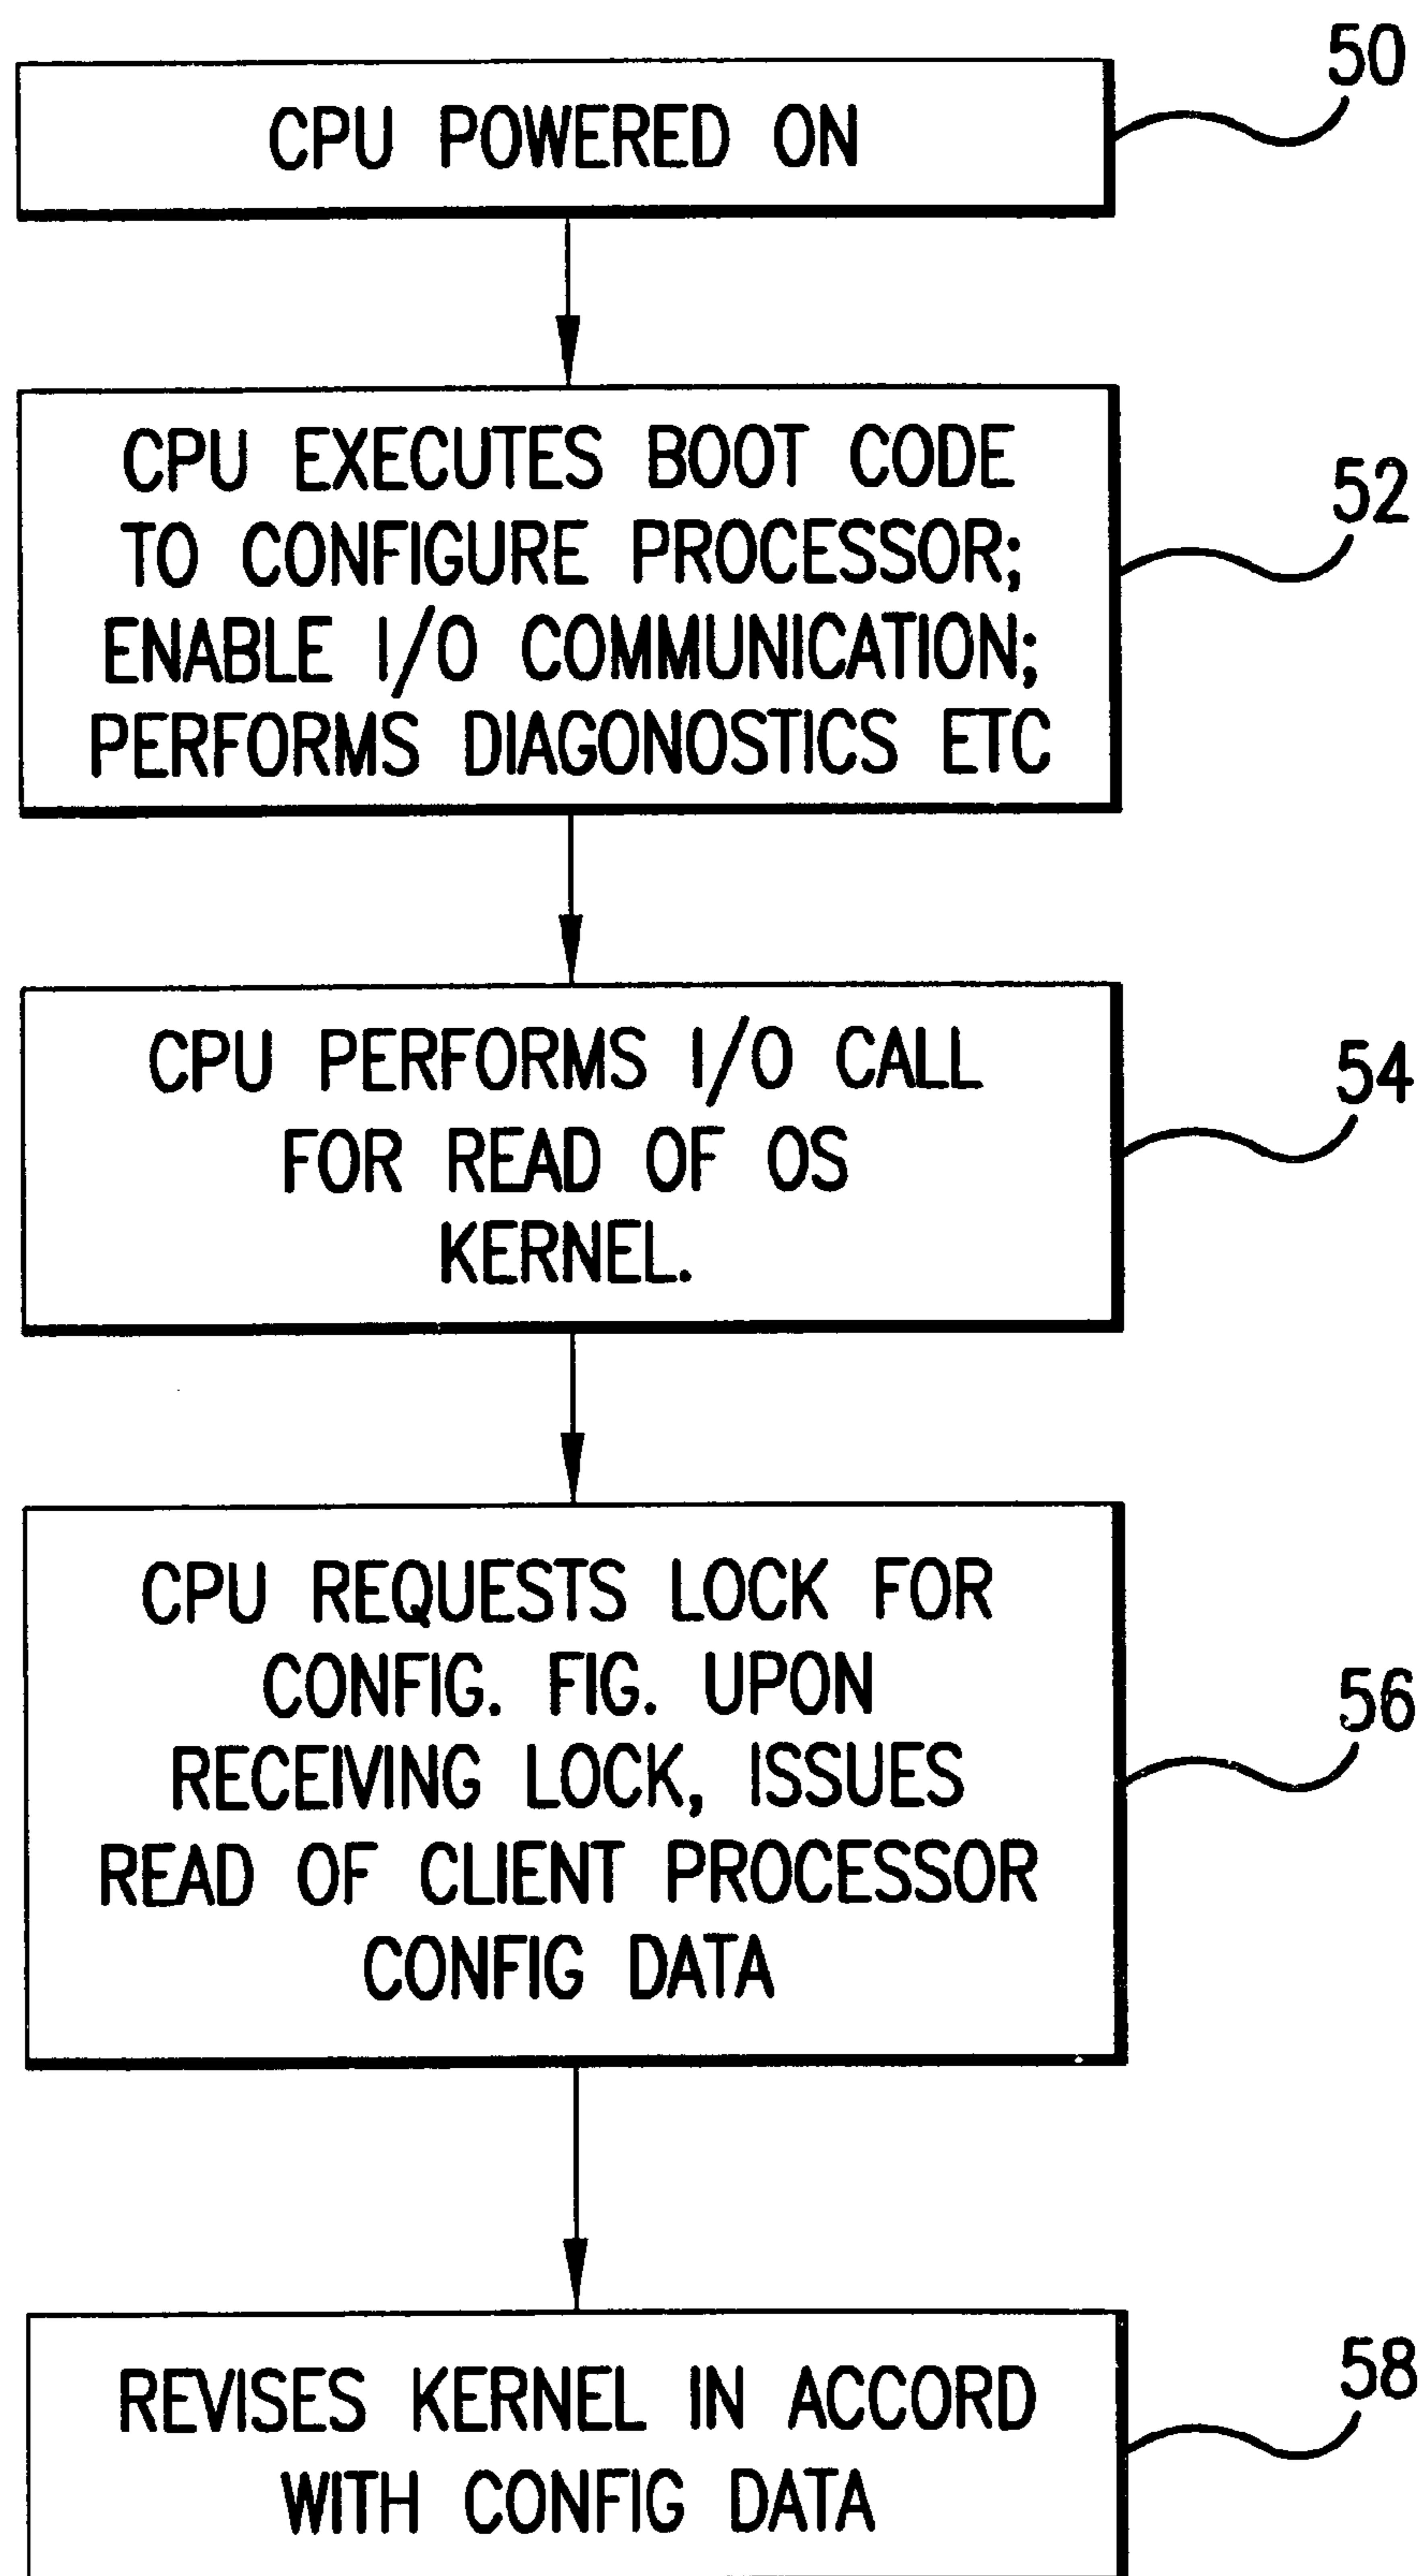 50
CPU POWERED ON
CPU EXECUTES BOOT CODE
TO CONFIGURE PROCESSOR;
ENABLE I/O COMMUNICATION;
PERFORMS DIAGONOSTICS ETC
52
CPU PERFORMS I/O CALL
FOR READ OF OS
KERNEL.
54
CPU REQUESTS LOCK FOR
CONFIG. FIG. UPON
RECEIVING LOCK, ISSUES
READ OF CLIENT PROCESSOR
CONFIG DATA
56
REVISES KERNEL IN ACCORD
WITH CONFIG DATA
58